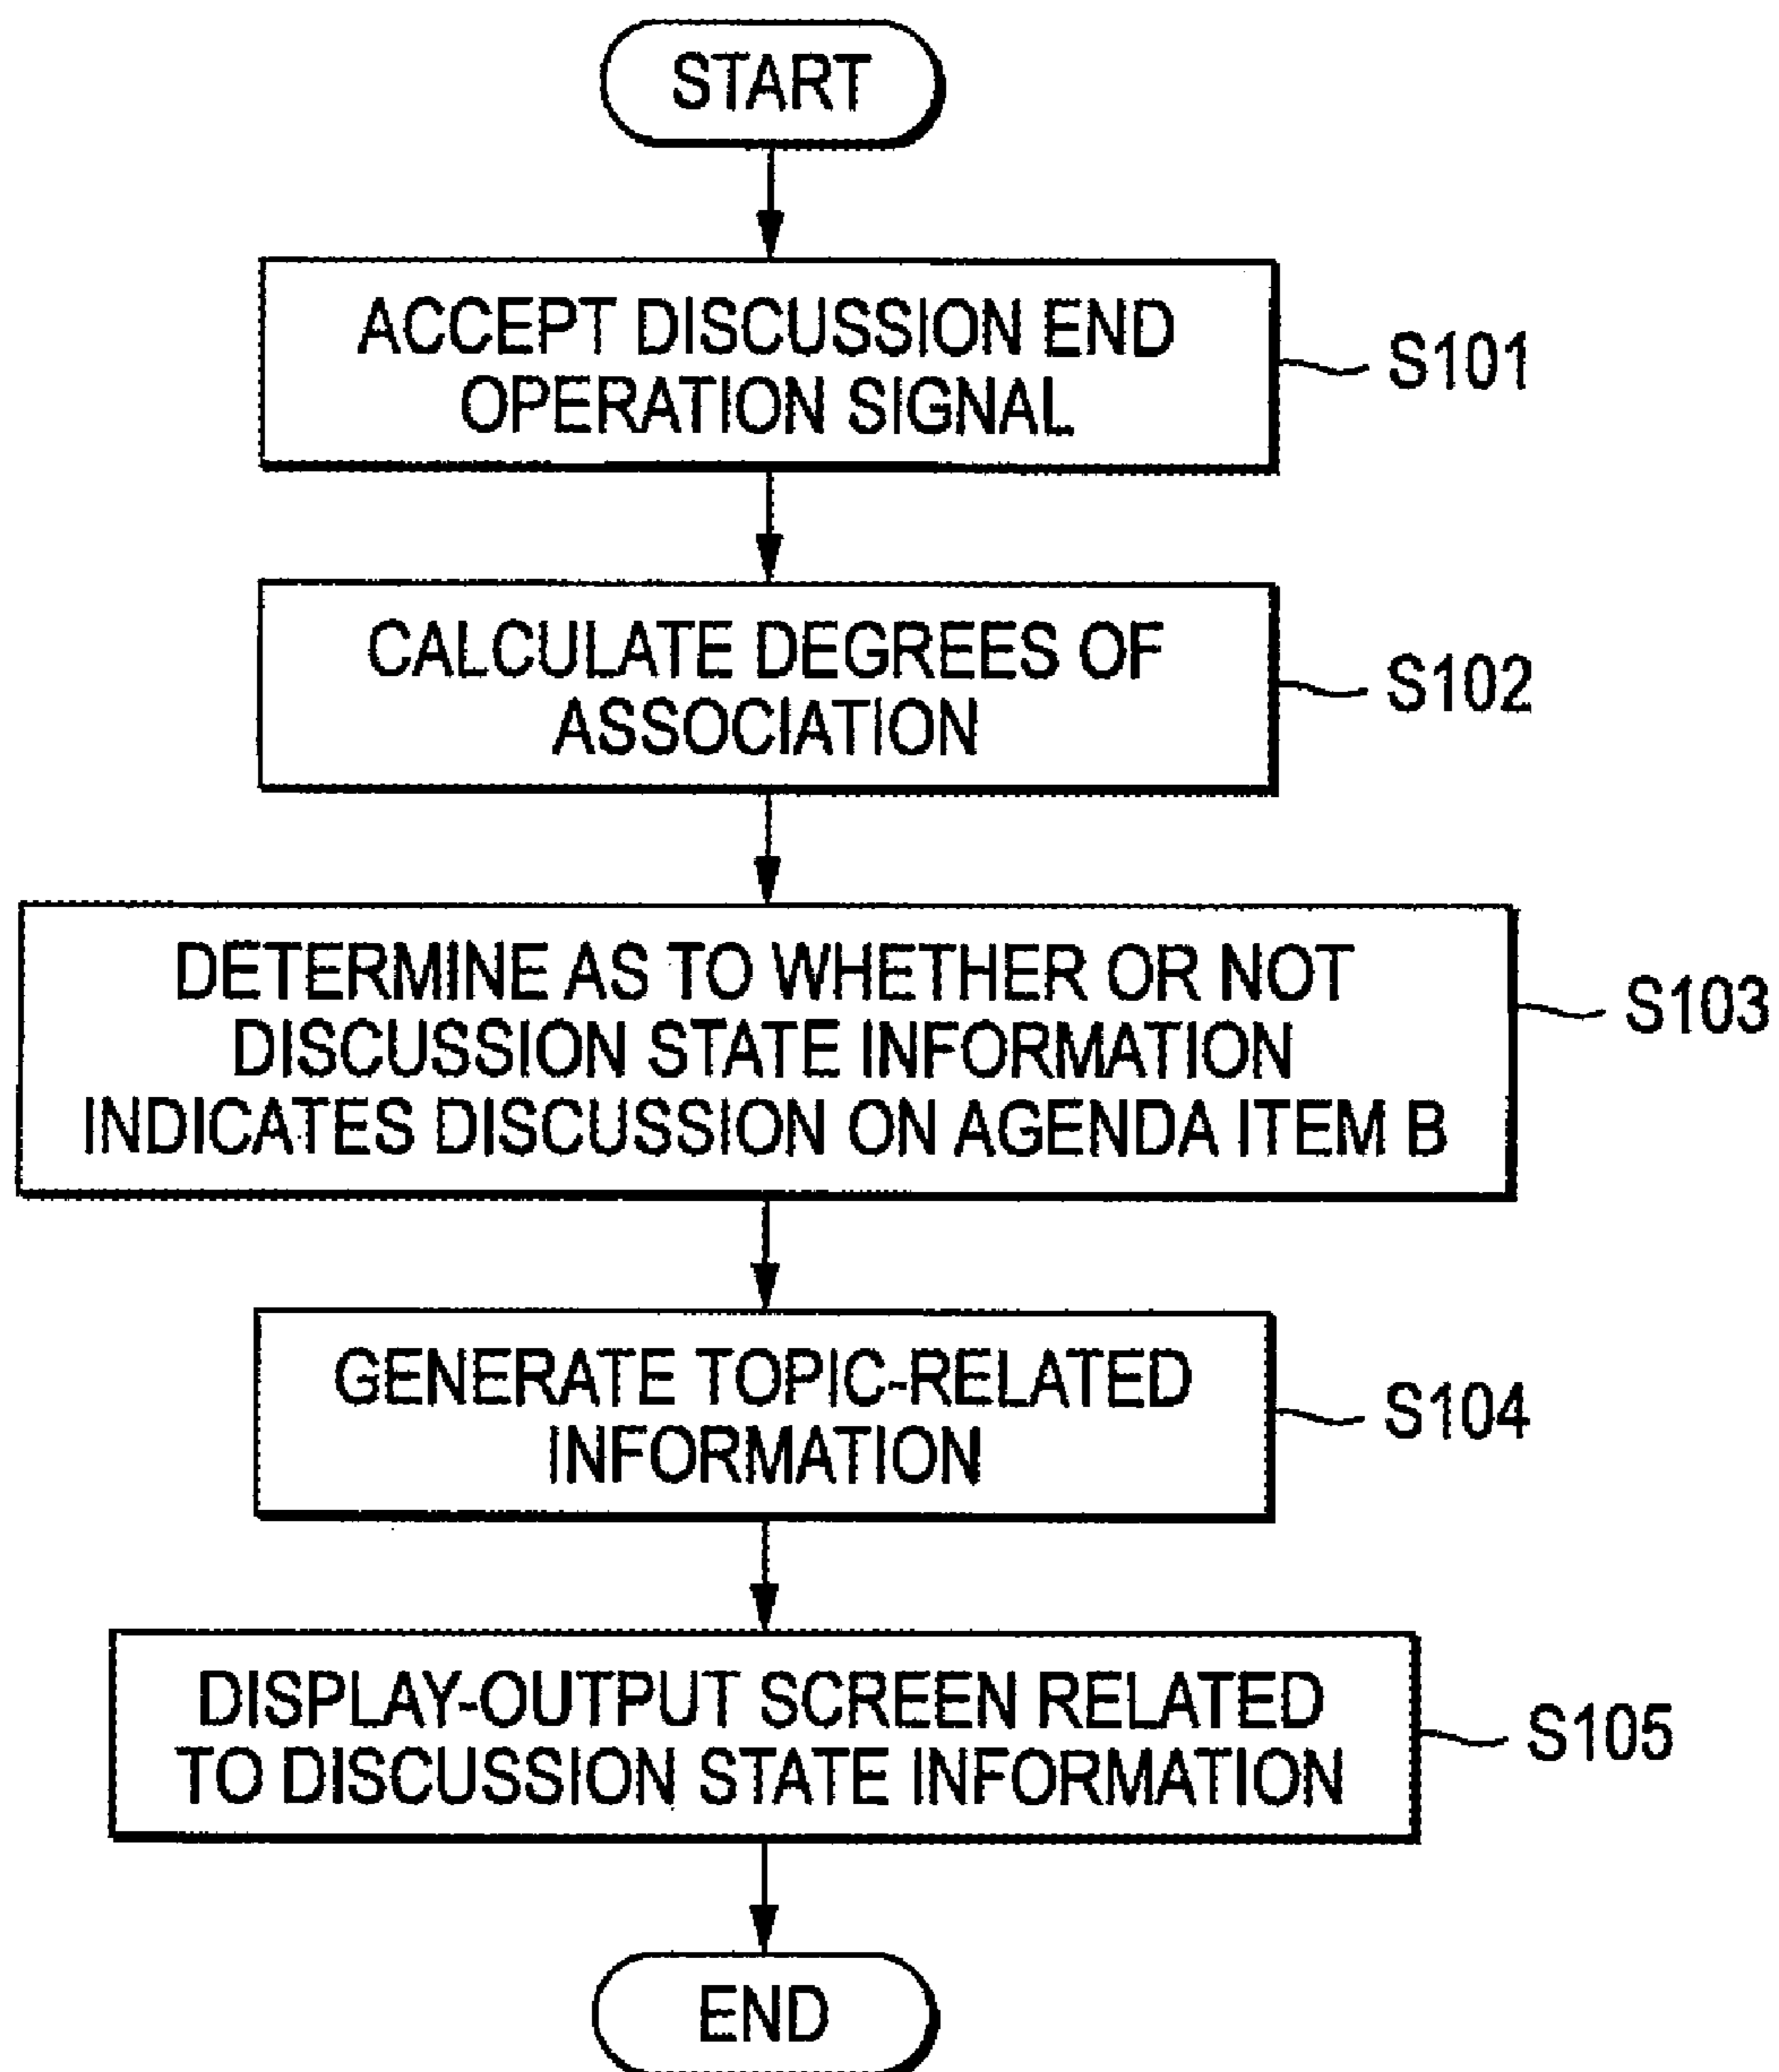 START
ACCEPT DISCUSSION END
OPERATION SIGNAL
S101
CALCULATE DEGREES OF
ASSOCIATION
S102
DETERMINE AS TO WHETHER OR NOT
DISCUSSION STATE INFORMATION
INDICATES DISCUSSION ON AGENDA ITEM B
S103
GENERATE TOPIC-RELATED
INFORMATION
S104
DISPLAY-OUTPUT SCREEN RELATED
TO DISCUSSION STATE INFORMATION
S105
END